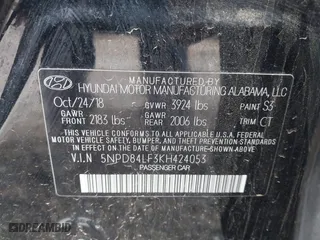 MANUFACTURED BY
HYUNDAI MOTOR MANUFACTURING ALABAMA, LLC
Oct/24/18 GVWR 3924 lbs PAINT S3
GAWR FRONT 2183 lbs GAWR REAR 2006 lbs TRIM CT
THIS VEHICLE CONFORMS TO ALL APPLICABLE
FEDERAL MOTOR VEHICLE SAFETY, BUMPER, AND
THEFT PREVENTION STANDARDS IN EFFECT ON
THE DATE OF MANUFACTURE SHOWN ABOVE.
V.I.N 5NPD84LF3KH424053
PASSENGER CAR